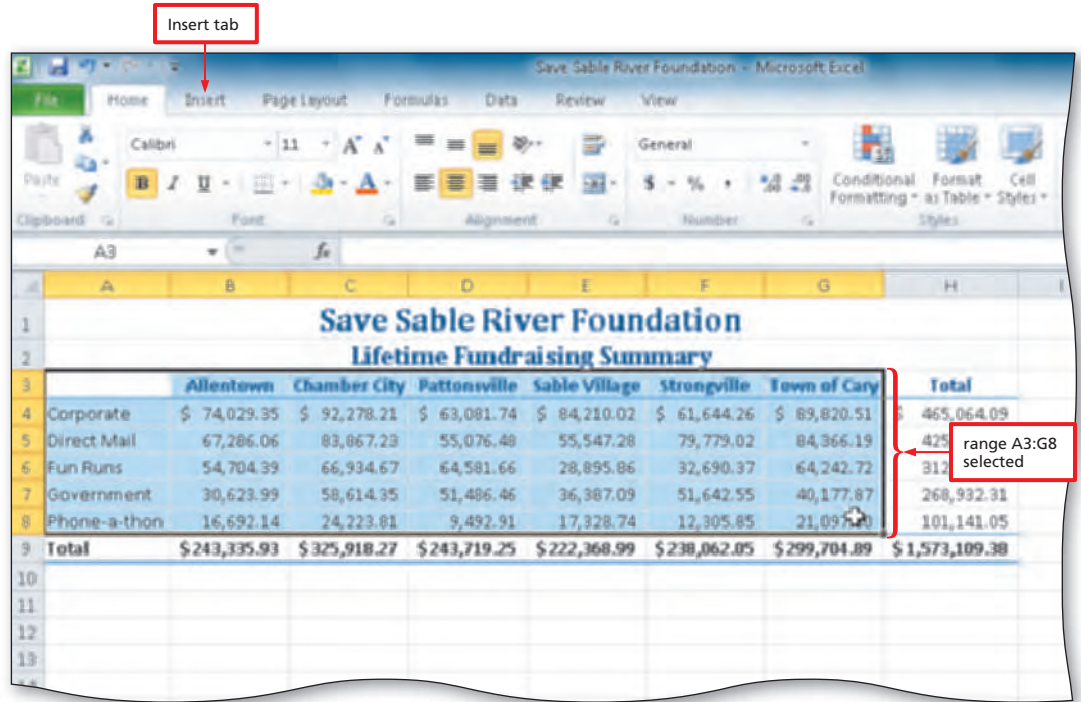 Insert tab
Save Sable River Foundation - Microsoft Excel
File Home Insert Page Layout Formulas Data Review View
Calibri 11 A A General
Paste B I U A $ % , Conditional Formatting Format as Table Cell Styles
Clipboard Font Alignment Number Styles
A3 fx
A B C D E F G H I
1 Save Sable River Foundation
2 Lifetime Fundraising Summary
3 Allentown Chamber City Pattonsville Sable Village Strongville Town of Cary Total
4 Corporate $ 74,029.35 $ 92,278.21 $ 63,081.74 $ 84,210.02 $ 61,644.26 $ 89,820.51 $ 465,064.09
5 Direct Mail 67,286.06 83,867.23 55,076.48 55,547.28 79,779.02 84,366.19 425
range A3:G8
selected
6 Fun Runs 54,704.39 66,934.67 64,581.66 28,895.86 32,690.37 64,242.72 312
7 Government 30,623.99 58,614.35 51,486.46 36,387.09 51,642.55 40,177.87 268,932.31
8 Phone-a-thon 16,692.14 24,223.81 9,492.91 17,328.74 12,305.85 101,141.05
9 Total $243,335.93 $325,918.27 $243,719.25 $222,368.99 $238,062.05 $299,704.89 $1,573,109.38
10
11
12
13